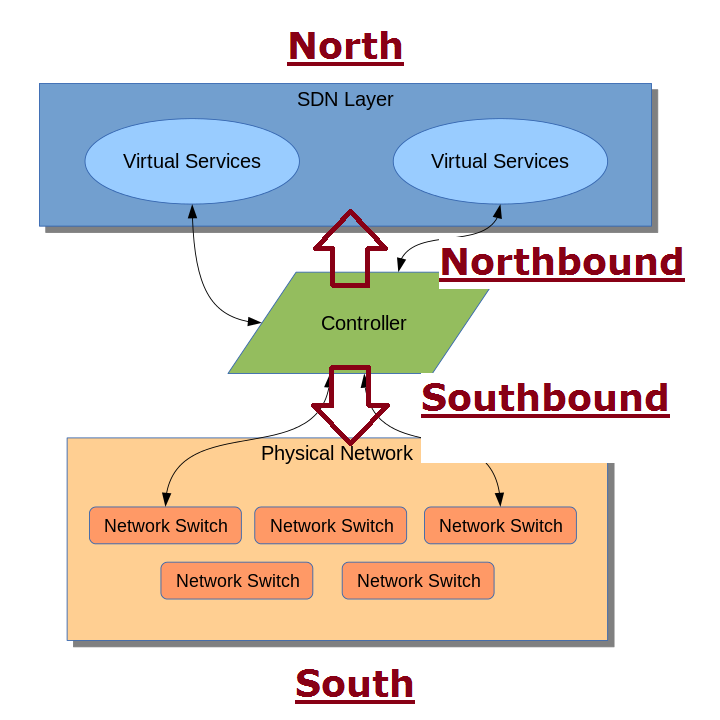 North
SDN Layer
Virtual Services Virtual Services
Northbound
Controller
Southbound
Physical Network
Network Switch Network Switch Network Switch
Network Switch Network Switch
South